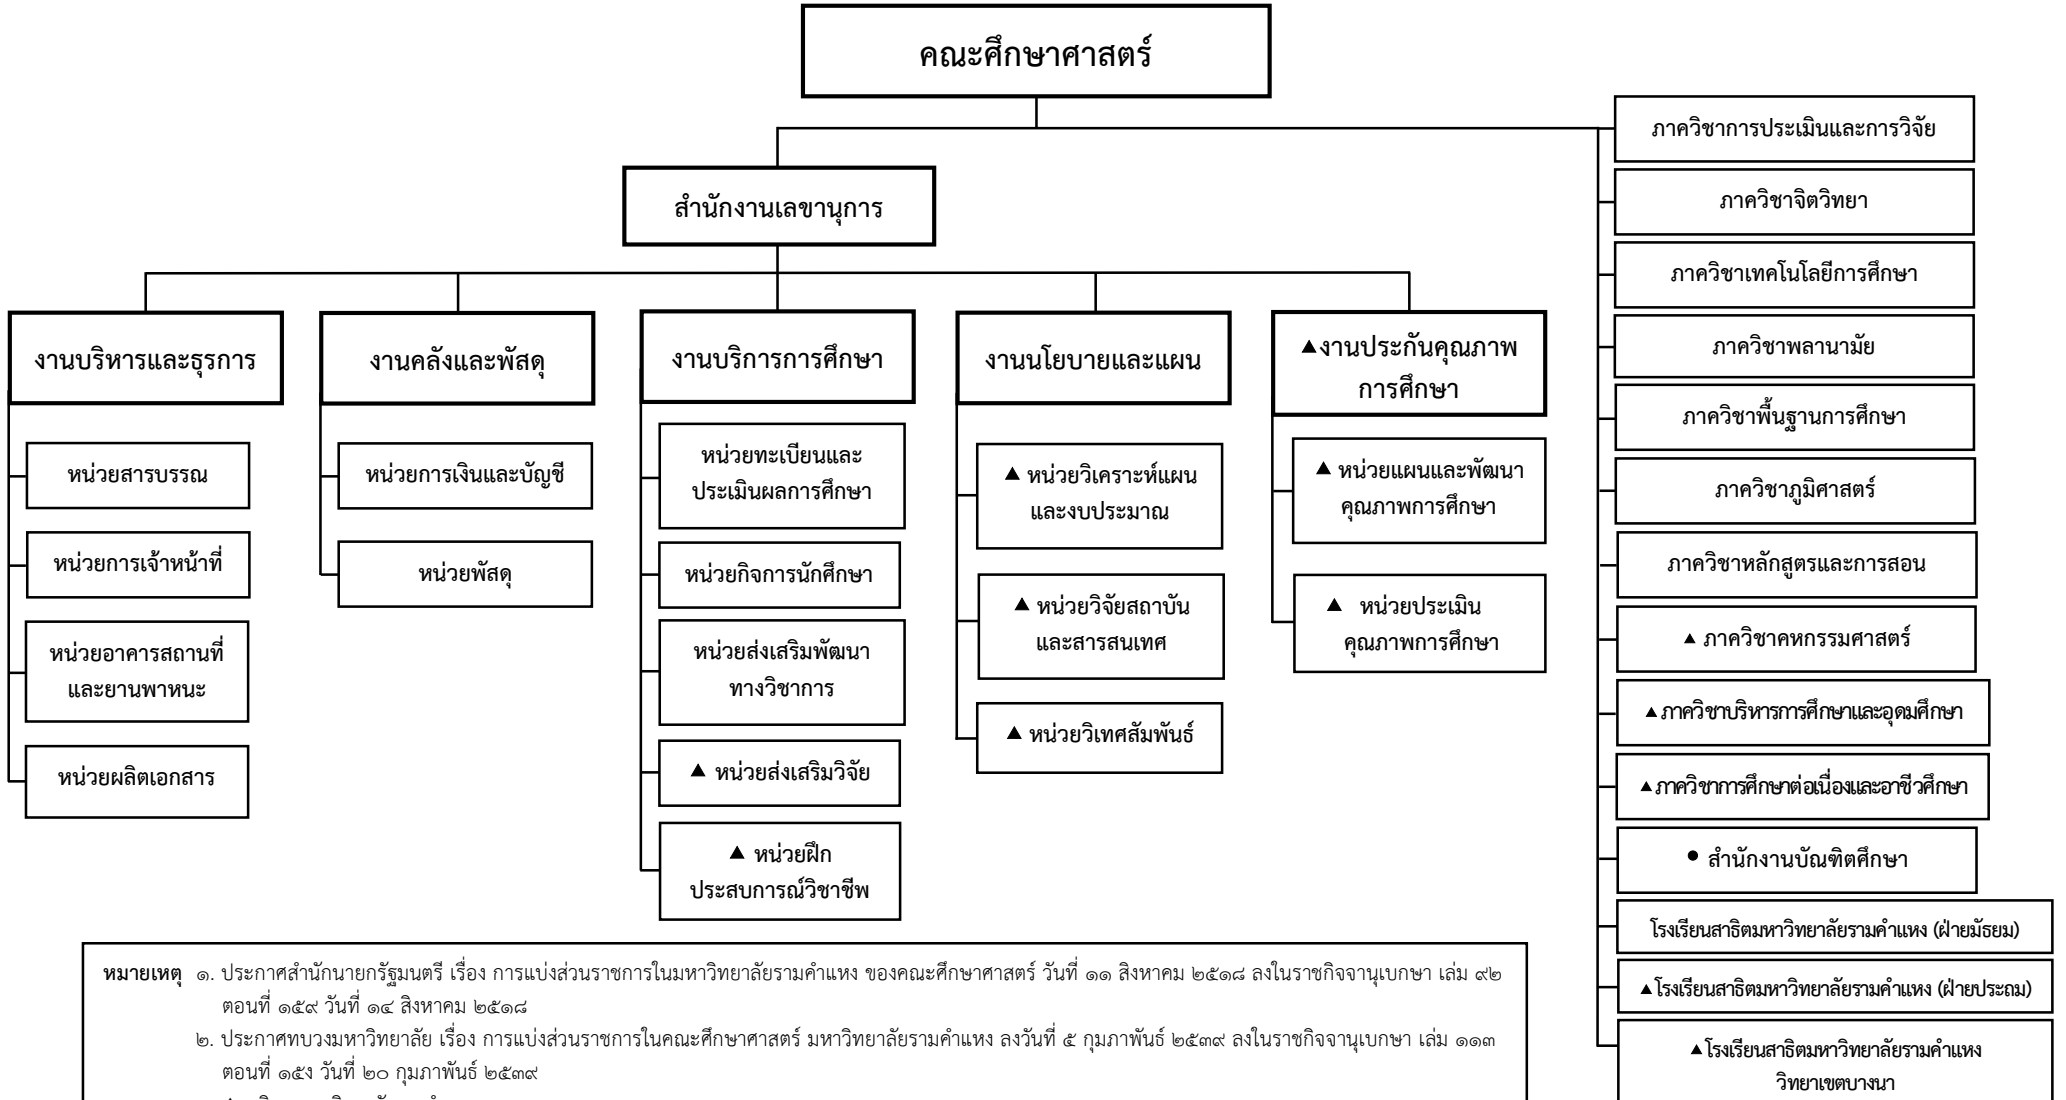 คณะศึกษาศาสตร์
สำนักงานเลขานุการ
งานบริหารและธุรการ
หน่วยสารบรรณ
หน่วยการเจ้าหน้าที่
หน่วยอาคารสถานที่
และยานพาหนะ
หน่วยผลิตเอกสาร
งานคลังและพัสดุ
หน่วยการเงินและบัญชี
หน่วยพัสดุ
งานบริการการศึกษา
หน่วยทะเบียนและ
ประเมินผลการศึกษา
หน่วยกิจการนักศึกษา
หน่วยส่งเสริมพัฒนา
ทางวิชาการ
▲ หน่วยส่งเสริมวิจัย
▲ หน่วยฝึก
ประสบการณ์วิชาชีพ
งานนโยบายและแผน
▲ หน่วยวิเคราะห์แผน
และงบประมาณ
▲ หน่วยวิจัยสถาบัน
และสารสนเทศ
▲ หน่วยวิเทศสัมพันธ์
▲งานประกันคุณภาพ
การศึกษา
▲ หน่วยแผนและพัฒนา
คุณภาพการศึกษา
▲ หน่วยประเมิน
คุณภาพการศึกษา
ภาควิชาการประเมินและการวิจัย
ภาควิชาจิตวิทยา
ภาควิชาเทคโนโลยีการศึกษา
ภาควิชาพลานามัย
ภาควิชาพื้นฐานการศึกษา
ภาควิชาภูมิศาสตร์
ภาควิชาหลักสูตรและการสอน
▲ ภาควิชาคหกรรมศาสตร์
▲ภาควิชาบริหารการศึกษาและอุดมศึกษา
▲ภาควิชาการศึกษาต่อเนื่องและอาชีวศึกษา
● สำนักงานบัณฑิตศึกษา
โรงเรียนสาธิตมหาวิทยาลัยรามคำแหง (ฝ่ายมัธยม)
▲โรงเรียนสาธิตมหาวิทยาลัยรามคำแหง (ฝ่ายประถม)
▲โรงเรียนสาธิตมหาวิทยาลัยรามคำแหง
วิทยาเขตบางนา
หมายเหตุ ๑. ประกาศสำนักนายกรัฐมนตรี เรื่อง การแบ่งส่วนราชการในมหาวิทยาลัยรามคำแหง ของคณะศึกษาศาสตร์ วันที่ ๑๑ สิงหาคม ๒๕๑๘ ลงในราชกิจจานุเบกษา เล่ม ๙๒
ตอนที่ ๑๕๙ วันที่ ๑๔ สิงหาคม ๒๕๑๘
๒. ประกาศทบวงมหาวิทยาลัย เรื่อง การแบ่งส่วนราชการในคณะศึกษาศาสตร์ มหาวิทยาลัยรามคำแหง ลงวันที่ ๕ กุมภาพันธ์ ๒๕๓๙ ลงในราชกิจจานุเบกษา เล่ม ๑๑๓
ตอนที่ ๑๕ง วันที่ ๒๐ กุมภาพันธ์ ๒๕๓๙